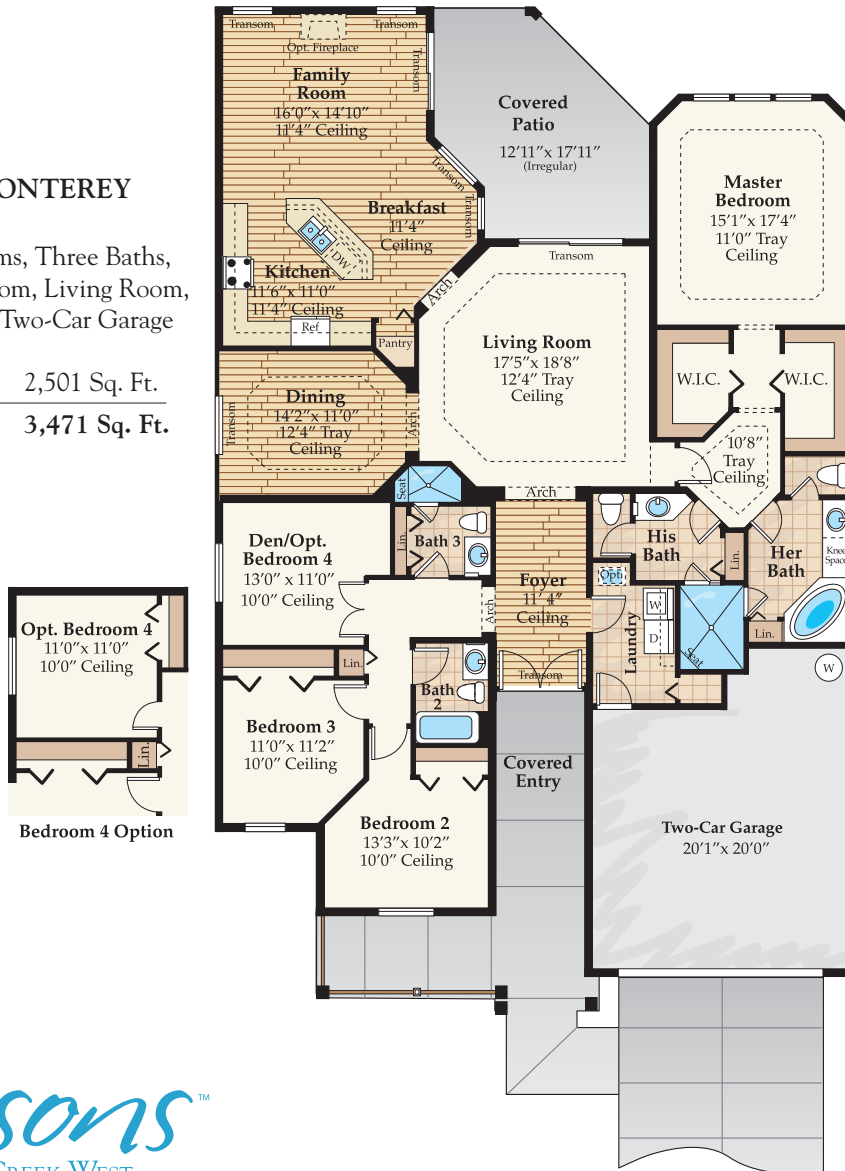 ONTEREY
ms, Three Baths,
om, Living Room,
Two-Car Garage
2,501 Sq. Ft.
3,471 Sq. Ft.
Transom
Transom
Opt. Fireplace
Family
Room
16'0" x 14'10"
11'4" Ceiling
Transom
Covered
Patio
12'11" x 17'11"
(Irregular)
Transom
Transom
Breakfast
11'4"
Ceiling
DW
Kitchen
11'6" x 11'0"
11'4" Ceiling
Ref
Pantry
Arch
Transom
Master
Bedroom
15'1" x 17'4"
11'0" Tray
Ceiling
Living Room
17'5" x 18'8"
12'4" Tray
Ceiling
W.I.C.
W.I.C.
Dining
14'2" x 11'0"
12'4" Tray
Ceiling
Transom
Arch
10'8"
Tray
Ceiling
Seat
Arch
Den/Opt.
Bedroom 4
13'0" x 11'0"
10'0" Ceiling
Lin.
Bath 3
His
Bath
Lin.
Her
Bath
Knee
Space
Foyer
11' 4"
Ceiling
Opt.
Arch
W
D
Laundry
Seat
Lin.
Transom
Opt. Bedroom 4
11'0" x 11'0"
10'0" Ceiling
Lin.
Bedroom 4 Option
Lin.
Bath
2
W
Bedroom 3
11'0" x 11'2"
10'0" Ceiling
Covered
Entry
Bedroom 2
13'3" x 10'2"
10'0" Ceiling
Two-Car Garage
20'1" x 20'0"
sons TM
CREEK WEST